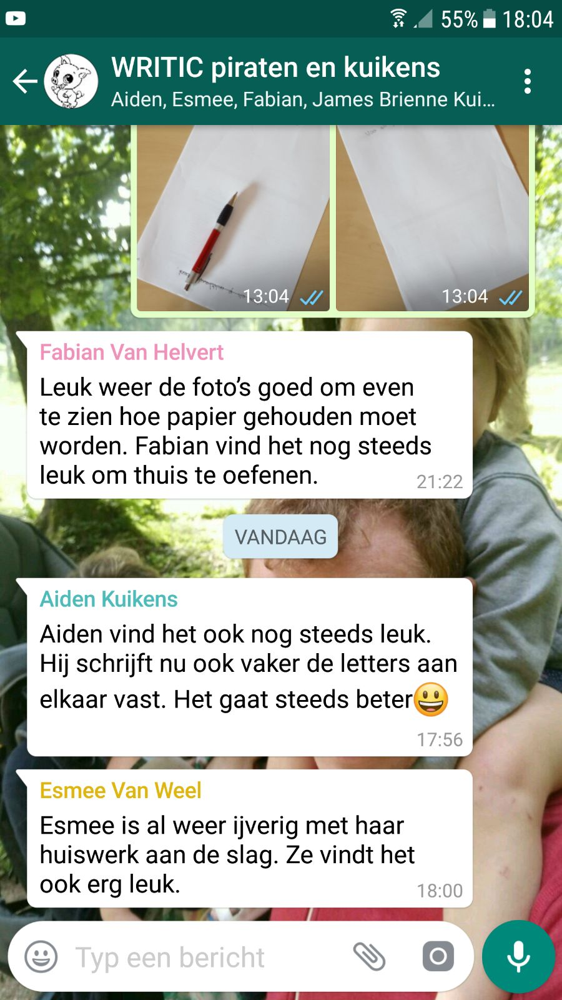 55% 18:04
WRITIC piraten en kuikens
Aiden, Esmee, Fabian, James Brienne Kui...
13:04
13:04
Fabian Van Helvert
Leuk weer de foto's goed om even
te zien hoe papier gehouden moet
worden. Fabian vind het nog steeds
leuk om thuis te oefenen.
21:22
VANDAAG
Aiden Kuikens
Aiden vind het ook nog steeds leuk.
Hij schrijft nu ook vaker de letters aan
elkaar vast. Het gaat steeds beter😃
17:56
Esmee Van Weel
Esmee is al weer ijverig met haar
huiswerk aan de slag. Ze vindt het
ook erg leuk.
18:00
Typ een bericht